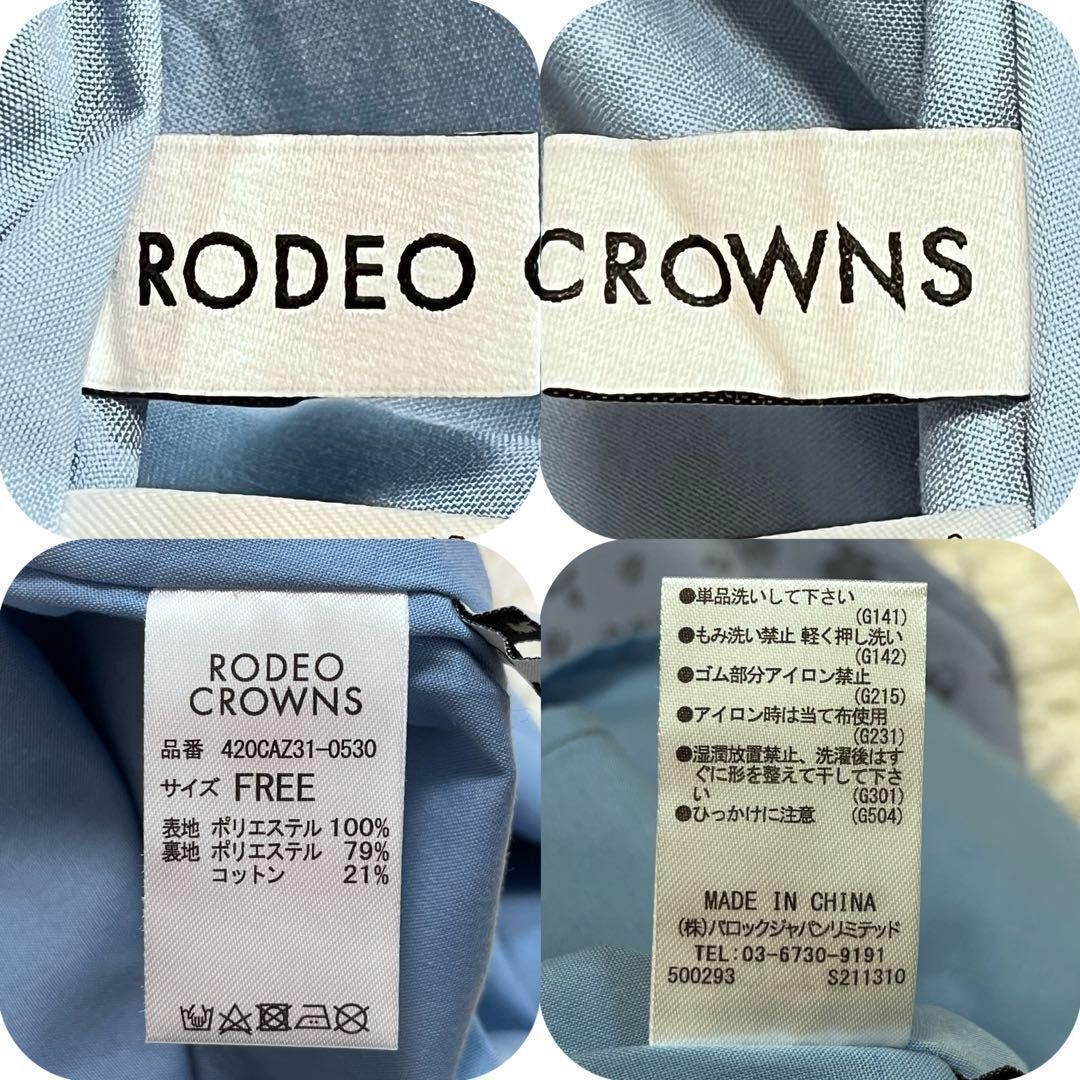 RODEO CROWNS
RODEO
CROWNS
品番 420CAZ31-0530
サイズ FREE
表地 ポリエステル 100%
裏地 ポリエステル 79%
コットン 21%
●単品洗いして下さい
(G141)
●もみ洗い禁止 軽く押し洗い
(G142)
●ゴム部分アイロン禁止
(G215)
●アイロン時は当て布使用
(G231)
●湿潤放置禁止、洗濯後はす
ぐに形を整えて干して下さ
い (G301)
●ひっかけに注意 (G504)
MADE IN CHINA
(株)バロックジャパンリミテッド
TEL:03-6730-9191
500293 S211310